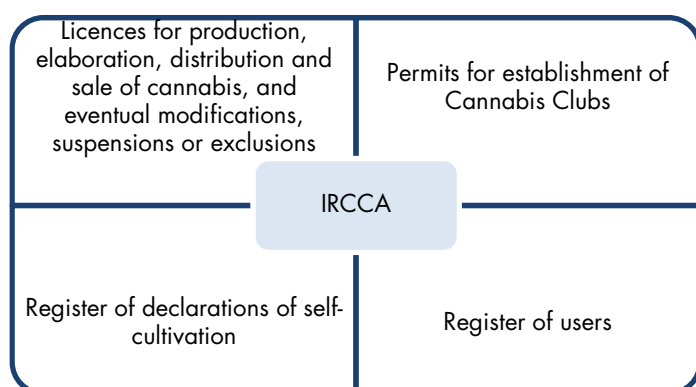 Licences for production,
elaboration, distribution and
sale of cannabis, and
eventual modifications,
suspensions or exclusions
Permits for establishment of
Cannabis Clubs
IRCCA
Register of declarations of self-
cultivation
Register of users